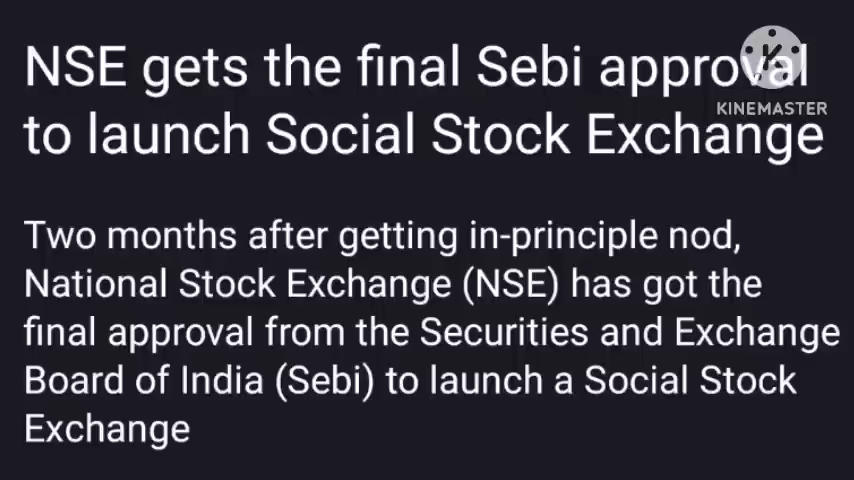 NSE gets the final Sebi approval
to launch Social Stock Exchange
KINEMASTER
Two months after getting in-principle nod,
National Stock Exchange (NSE) has got the
final approval from the Securities and Exchange
Board of India (Sebi) to launch a Social Stock
Exchange